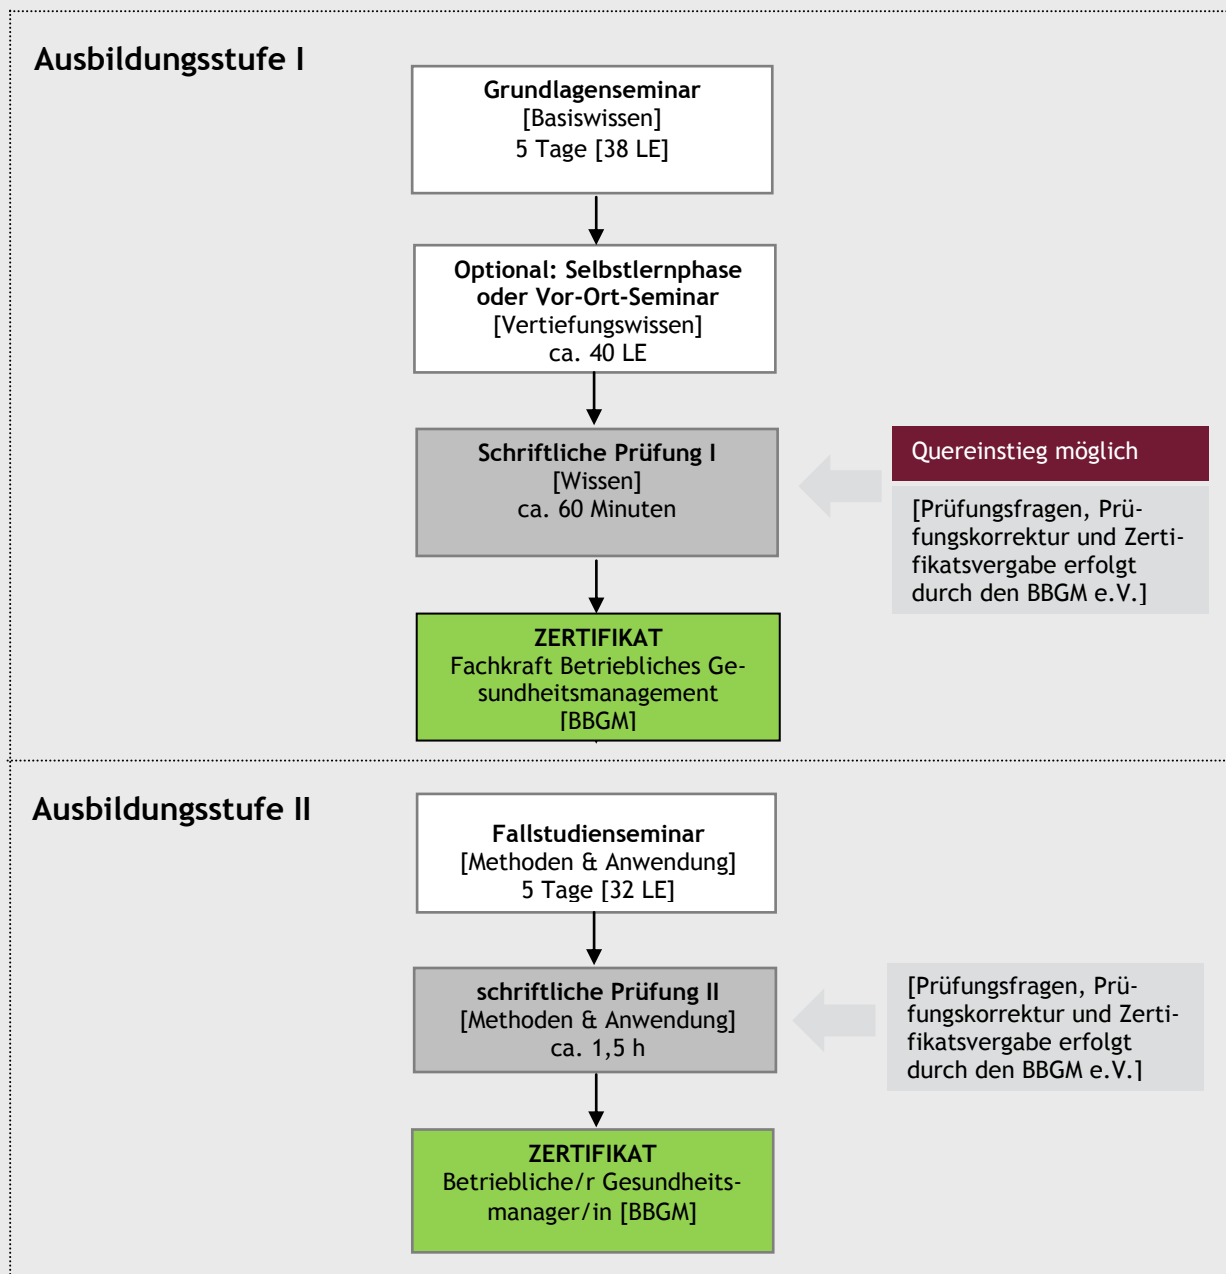 Ausbildungsstufe I
Grundlagenseminar
[Basiswissen]
5 Tage [38 LE]
Optional: Selbstlernphase
oder Vor-Ort-Seminar
[Vertiefungswissen]
ca. 40 LE
Schriftliche Prüfung I
[Wissen]
ca. 60 Minuten
Quereinstieg möglich
[Prüfungsfragen, Prü-
fungskorrektur und Zerti-
fikatsvergabe erfolgt
durch den BBGM e.V.]
ZERTIFIKAT
Fachkraft Betriebliches Ge-
sundheitsmanagement
[BBGM]
Ausbildungsstufe II
Fallstudienseminar
[Methoden & Anwendung]
5 Tage [32 LE]
schriftliche Prüfung II
[Methoden & Anwendung]
ca. 1,5 h
[Prüfungsfragen, Prü-
fungskorrektur und Zerti-
fikatsvergabe erfolgt
durch den BBGM e.V.]
ZERTIFIKAT
Betriebliche/r Gesundheits-
manager/in [BBGM]